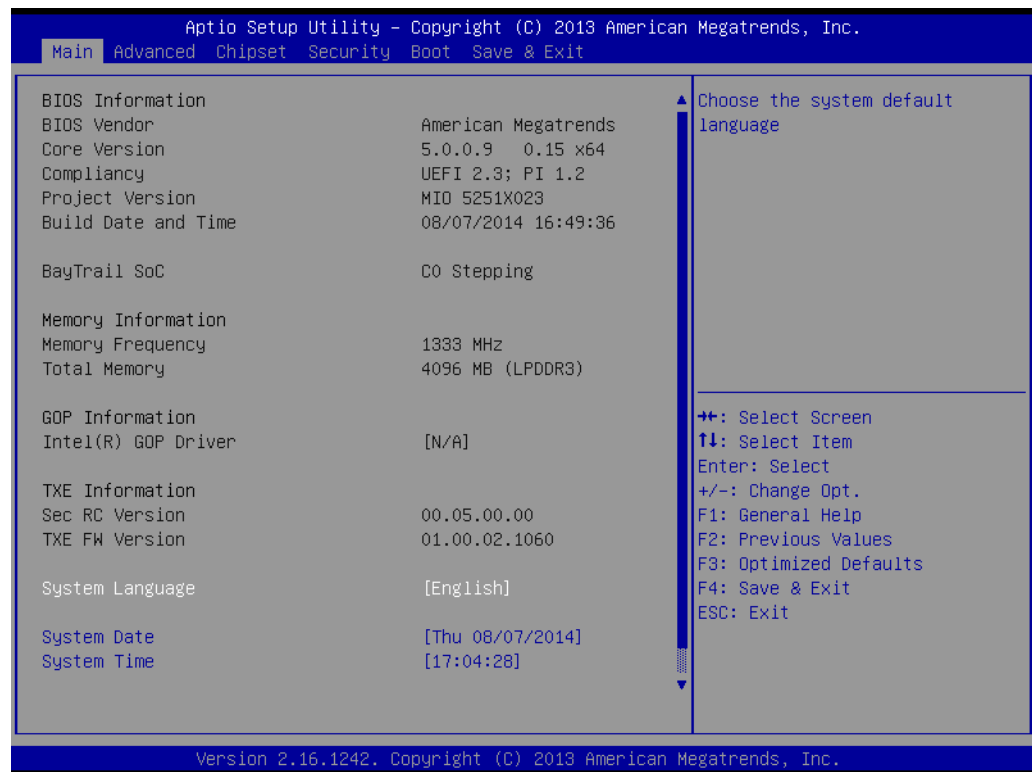 Aptio Setup Utility – Copyright (C) 2013 American Megatrends, Inc.
Main Advanced Chipset Security Boot Save & Exit
BIOS Information
BIOS Vendor American Megatrends
Core Version 5.0.0.9 0.15 x64
Compliancy UEFI 2.3; PI 1.2
Project Version MIO 5251X023
Build Date and Time 08/07/2014 16:49:36
BayTrail SoC C0 Stepping
Memory Information
Memory Frequency 1333 MHz
Total Memory 4096 MB (LPDDR3)
GOP Information
Intel(R) GOP Driver [N/A]
TXE Information
Sec RC Version 00.05.00.00
TXE FW Version 01.00.02.1060
System Language [English]
System Date [Thu 08/07/2014]
System Time [17:04:28]
Choose the system default
language
→←: Select Screen
↑↓: Select Item
Enter: Select
+/-: Change Opt.
F1: General Help
F2: Previous Values
F3: Optimized Defaults
F4: Save & Exit
ESC: Exit
Version 2.16.1242. Copyright (C) 2013 American Megatrends, Inc.